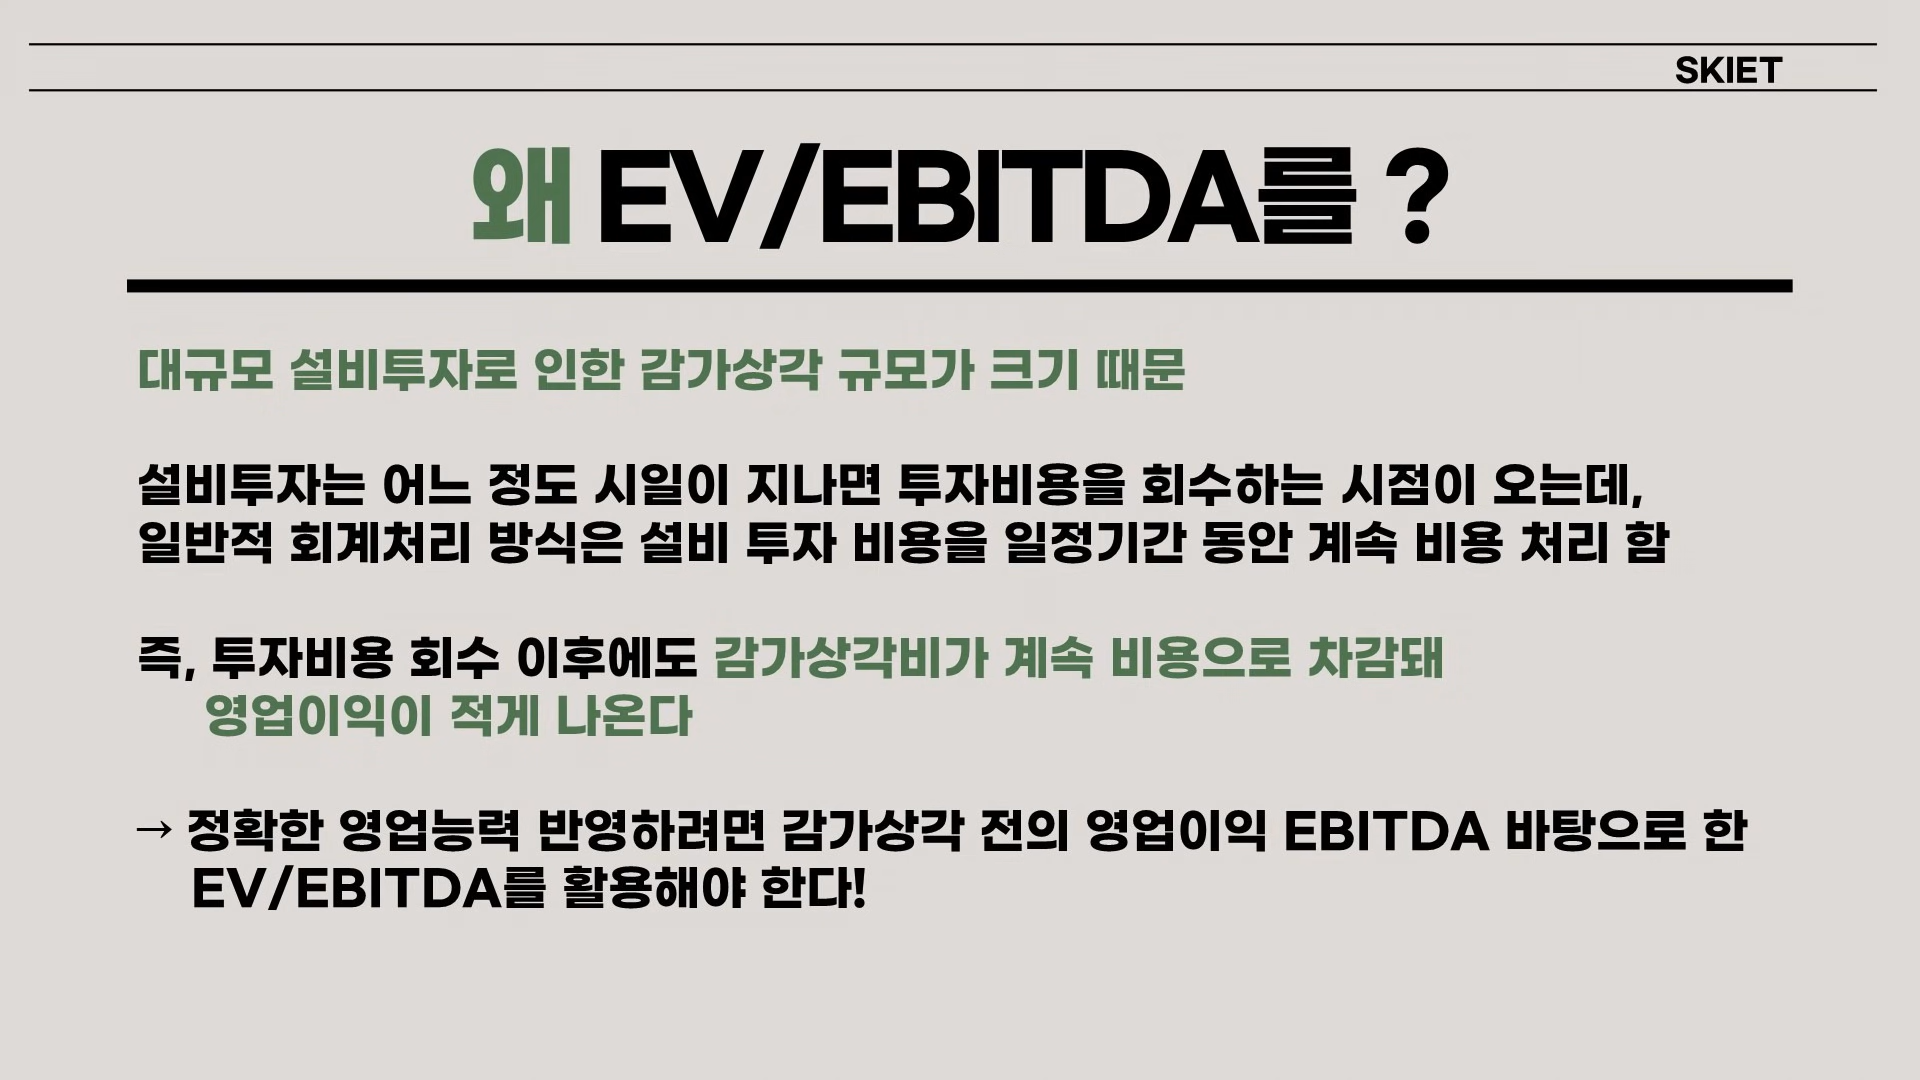 SKIET
왜 EV/EBITDA를 ?
대규모 설비투자로 인한 감가상각 규모가 크기 때문
설비투자는 어느 정도 시일이 지나면 투자비용을 회수하는 시점이 오는데,
일반적 회계처리 방식은 설비 투자 비용을 일정기간 동안 계속 비용 처리 함
즉, 투자비용 회수 이후에도 감가상각비가 계속 비용으로 차감돼
영업이익이 적게 나온다
→ 정확한 영업능력 반영하려면 감가상각 전의 영업이익 EBITDA 바탕으로 한
EV/EBITDA를 활용해야 한다!